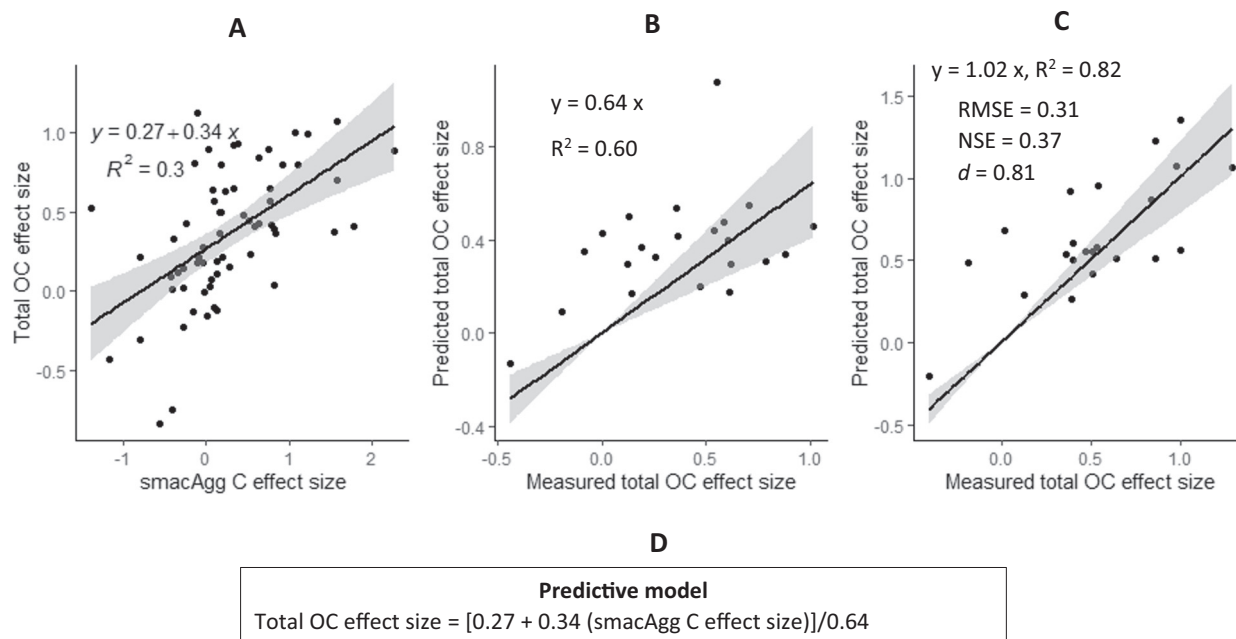 A
B
C
y = 0.27 + 0.34 x
R² = 0.3
Total OC effect size
1.0
0.5
0.0
-0.5
-1
0
1
2
smacAgg C effect size
y = 0.64 x
R² = 0.60
Predicted total OC effect size
0.8
0.4
0.0
-0.4
-0.5
0.0
0.5
1.0
Measured total OC effect size
y = 1.02 x, R² = 0.82
RMSE = 0.31
NSE = 0.37
d = 0.81
Predicted total OC effect size
1.5
1.0
0.5
0.0
-0.5
0.0
0.5
1.0
Measured total OC effect size
D
Predictive model
Total OC effect size = [0.27 + 0.34 (smacAgg C effect size)]/0.64